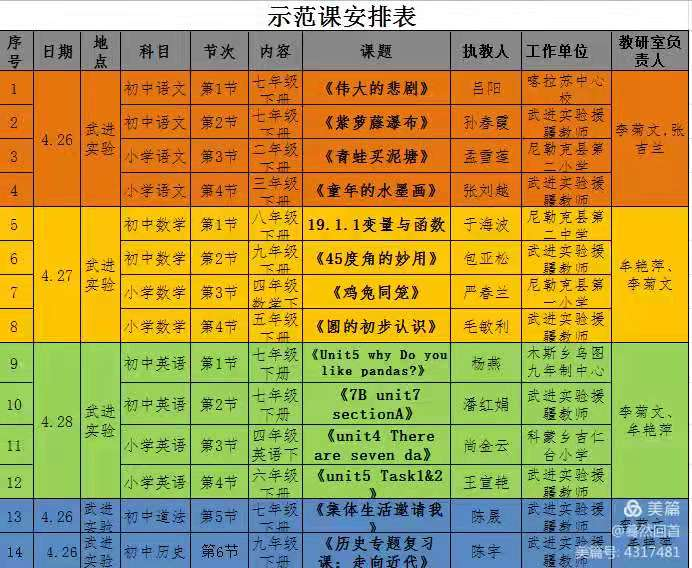 示范课安排表
序号 日期 地点 科目 节次 内容 课题 执教人 工作单位 教研室负责人
1 4.26 武进实验 初中语文 第1节 七年级下册 《伟大的悲剧》 吕阳 喀拉苏中心校 李菊文,张吉兰
2 初中语文 第2节 七年级下册 《紫萝藤瀑布》 孙春霞 武进实验援疆教师
3 小学语文 第3节 二年级下册 《青蛙买泥塘》 孟雪莲 尼勒克县第二小学
4 小学语文 第4节 三年级下册 《童年的水墨画》 张刘越 武进实验援疆教师
5 4.27 武进实验 初中数学 第1节 八年级下册 19.1.1变量与函数 于海波 尼勒克县第二中学 牟艳萍、李菊文
6 初中数学 第2节 九年级下册 《45度角的妙用》 包亚松 武进实验援疆教师
7 小学数学 第3节 四年级数学下 《鸡兔同笼》 严春兰 尼勒克县第一小学
8 小学数学 第4节 五年级下册 《圆的初步认识》 毛敏利 武进实验援疆教师
9 4.28 武进实验 初中英语 第1节 七年级下册 《Unit5 why Do you like pandas?》 杨燕 木斯乡乌图九年制中心 李菊文、牟艳萍
10 初中英语 第2节 七年级下册 《7B unit7 sectionA》 潘红娟 武进实验援疆教师
11 小学英语 第3节 四年级英语下 《unit4 There are seven da》 尚金云 科蒙乡吉仁台小学
12 小学英语 第4节 六年级下册 《unit5 Task1&2》 王宣艳 武进实验援疆教师
13 4.26 武进实验 初中道法 第5节 七年级下册 《集体生活邀请我》 陈晟 武进实验援疆教师
14 4.26 武进实验 初中历史 第6节 九年级下册 《历史专题复习课：走向近代》 陈宇 武进实验援疆教师
美篇
@蓦然回首
美篇号: 4317481